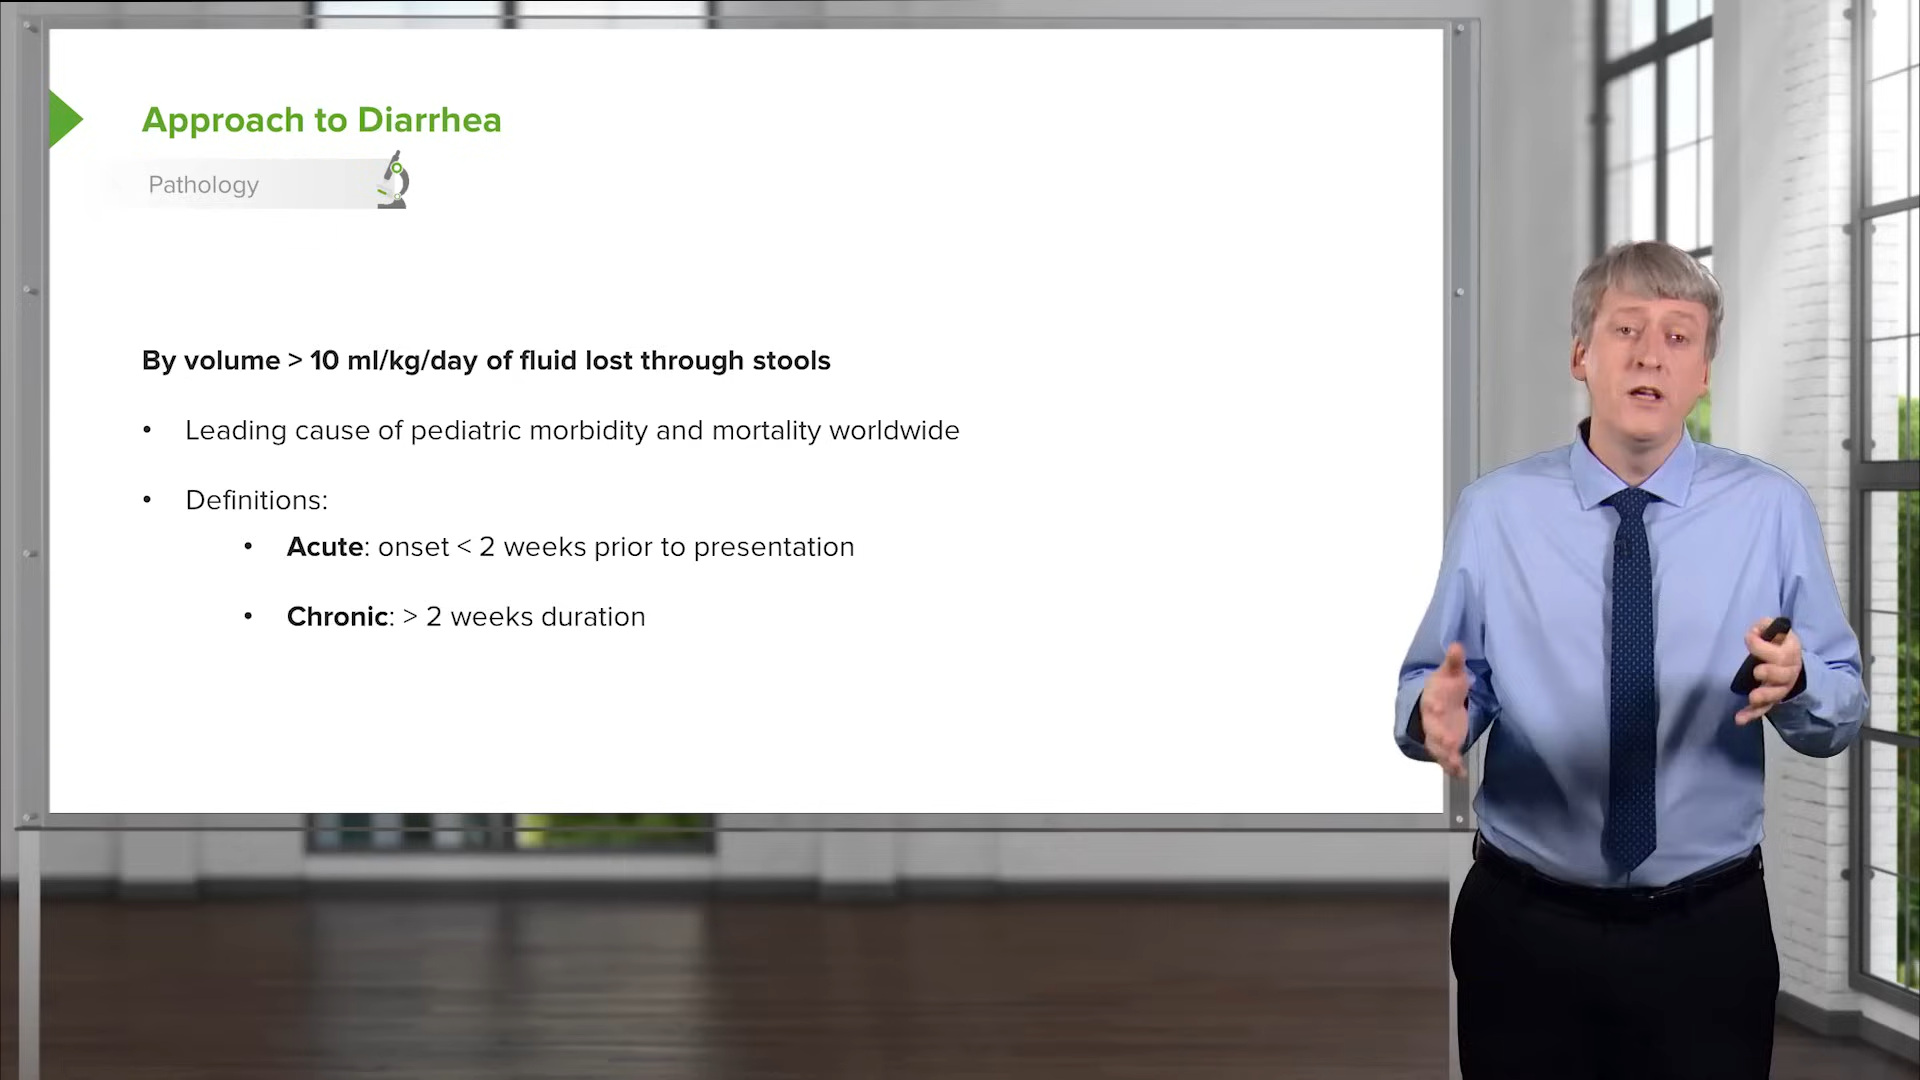 Approach to Diarrhea
Pathology
By volume > 10 ml/kg/day of fluid lost through stools
• Leading cause of pediatric morbidity and mortality worldwide
• Definitions:
• Acute: onset < 2 weeks prior to presentation
• Chronic: > 2 weeks duration